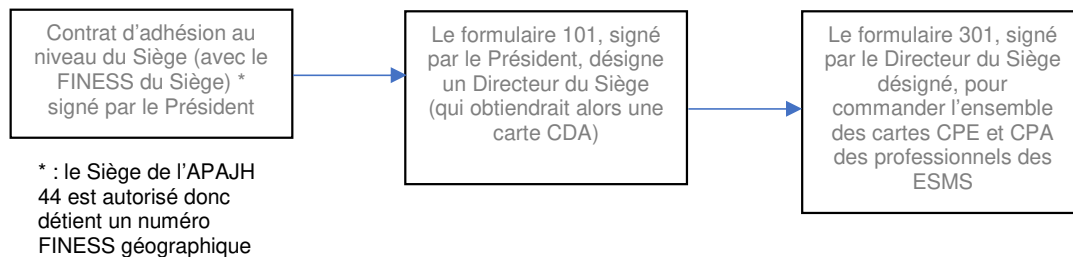 Contrat d'adhésion au
niveau du Siège (avec le
FINESS du Siège) *
signé par le Président
Le formulaire 101, signé
par le Président, désigne
un Directeur du Siège
(qui obtiendrait alors une
carte CDA)
Le formulaire 301, signé
par le Directeur du Siège
désigné, pour
commander l'ensemble
des cartes CPE et CPA
des professionnels des
ESMS
* : le Siège de l'APAJH
44 est autorisé donc
détient un numéro
FINESS géographique